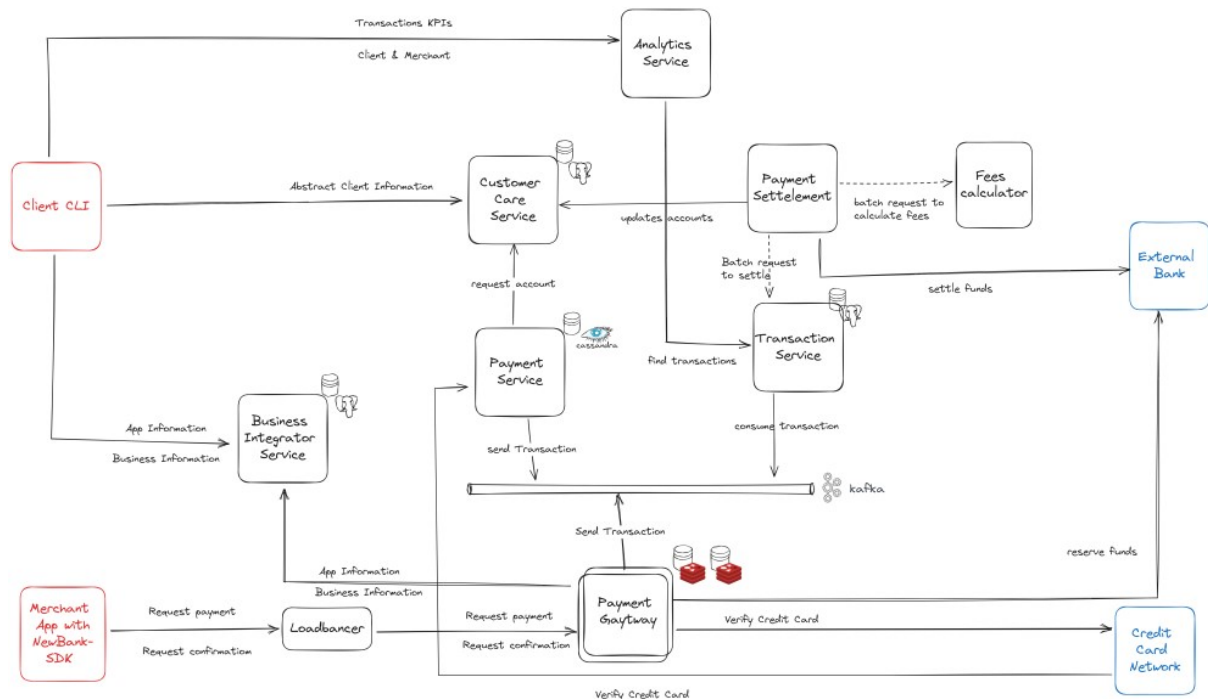 Transactions KPIs
Client & Merchant
Analytics
Service
Client CLI
Abstract Client Information
Customer
Care
Service
Payment
Settelement
Fees
calculator
batch request to
calculate fees
updates accounts
Batch request
to settle
External
Bank
settle funds
request account
cassandra
Payment
Service
find transactions
Transaction
Service
App Information
Business Information
Business
Integrator
Service
send Transaction
consume transaction
kafka
Send Transaction
reserve funds
App Information
Business Information
Merchant
App with
NewBank-
SDK
Request payment
Request confirmation
Loadbancer
Request payment
Request confirmation
Payment
Gaytway
Verify Credit Card
Credit
Card
Network
Verify Credit Card